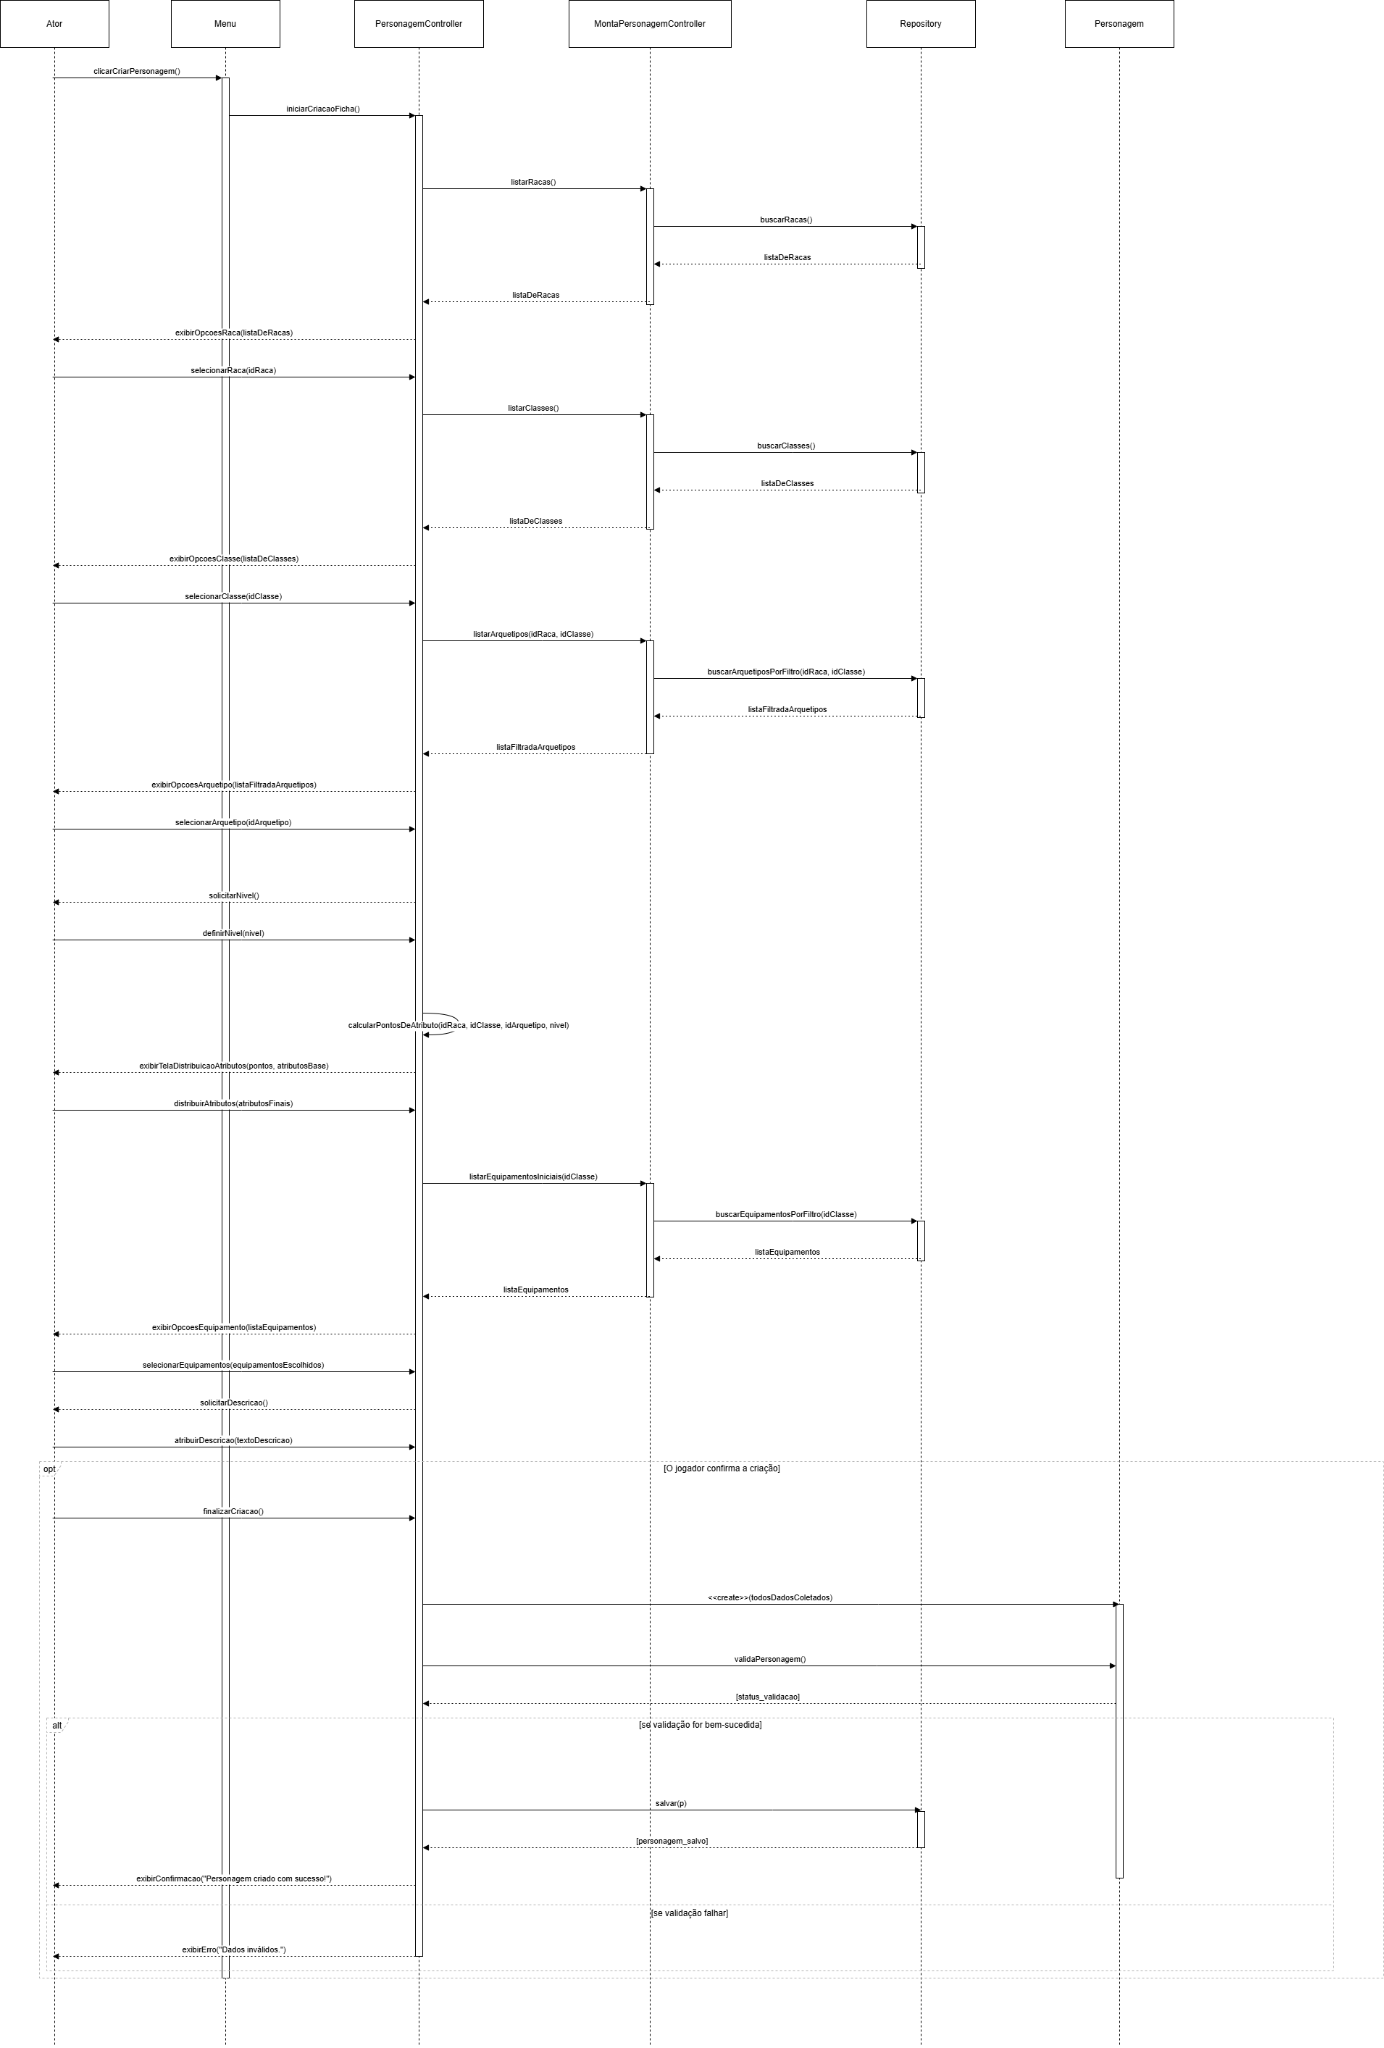 Ator
Menu
PersonagemController
MontaPersonagemController
Repository
Personagem
clicarCriarPersonagem()
iniciarCriacaoFicha()
listarRacas()
buscarRacas()
listaDeRacas
listaDeRacas
exibirOpcoesRaca(listaDeRacas)
selecionarRaca(idRaca)
listarClasses()
buscarClasses()
listaDeClasses
listaDeClasses
exibirOpcoesClasse(listaDeClasses)
selecionarClasse(idClasse)
listarArquetipos(idRaca, idClasse)
buscarArquetiposPorFiltro(idRaca, idClasse)
listaFiltradaArquetipos
listaFiltradaArquetipos
exibirOpcoesArquetipo(listaFiltradaArquetipos)
selecionarArquetipo(idArquetipo)
solicitarNivel()
definirNivel(nivel)
calcularPontosDeAtributo(idRaca, idClasse, idArquetipo, nivel)
exibirTelaDistribuicaoAtributos(pontos, atributosBase)
distribuirAtributos(atributosFinais)
listarEquipamentosIniciais(idClasse)
buscarEquipamentosPorFiltro(idClasse)
listaEquipamentos
listaEquipamentos
exibirOpcoesEquipamento(listaEquipamentos)
selecionarEquipamentos(equipamentosEscolhidos)
solicitarDescricao()
atribuirDescricao(textoDescricao)
opt
[O jogador confirma a criação]
finalizarCriacao()
<<create>>(todosDadosColetados)
validaPersonagem()
[status_validacao]
alt
[se validação for bem-sucedida]
salvar(p)
[personagem_salvo]
exibirConfirmacao("Personagem criado com sucesso!")
[se validação falhar]
exibirErro("Dados inválidos.")